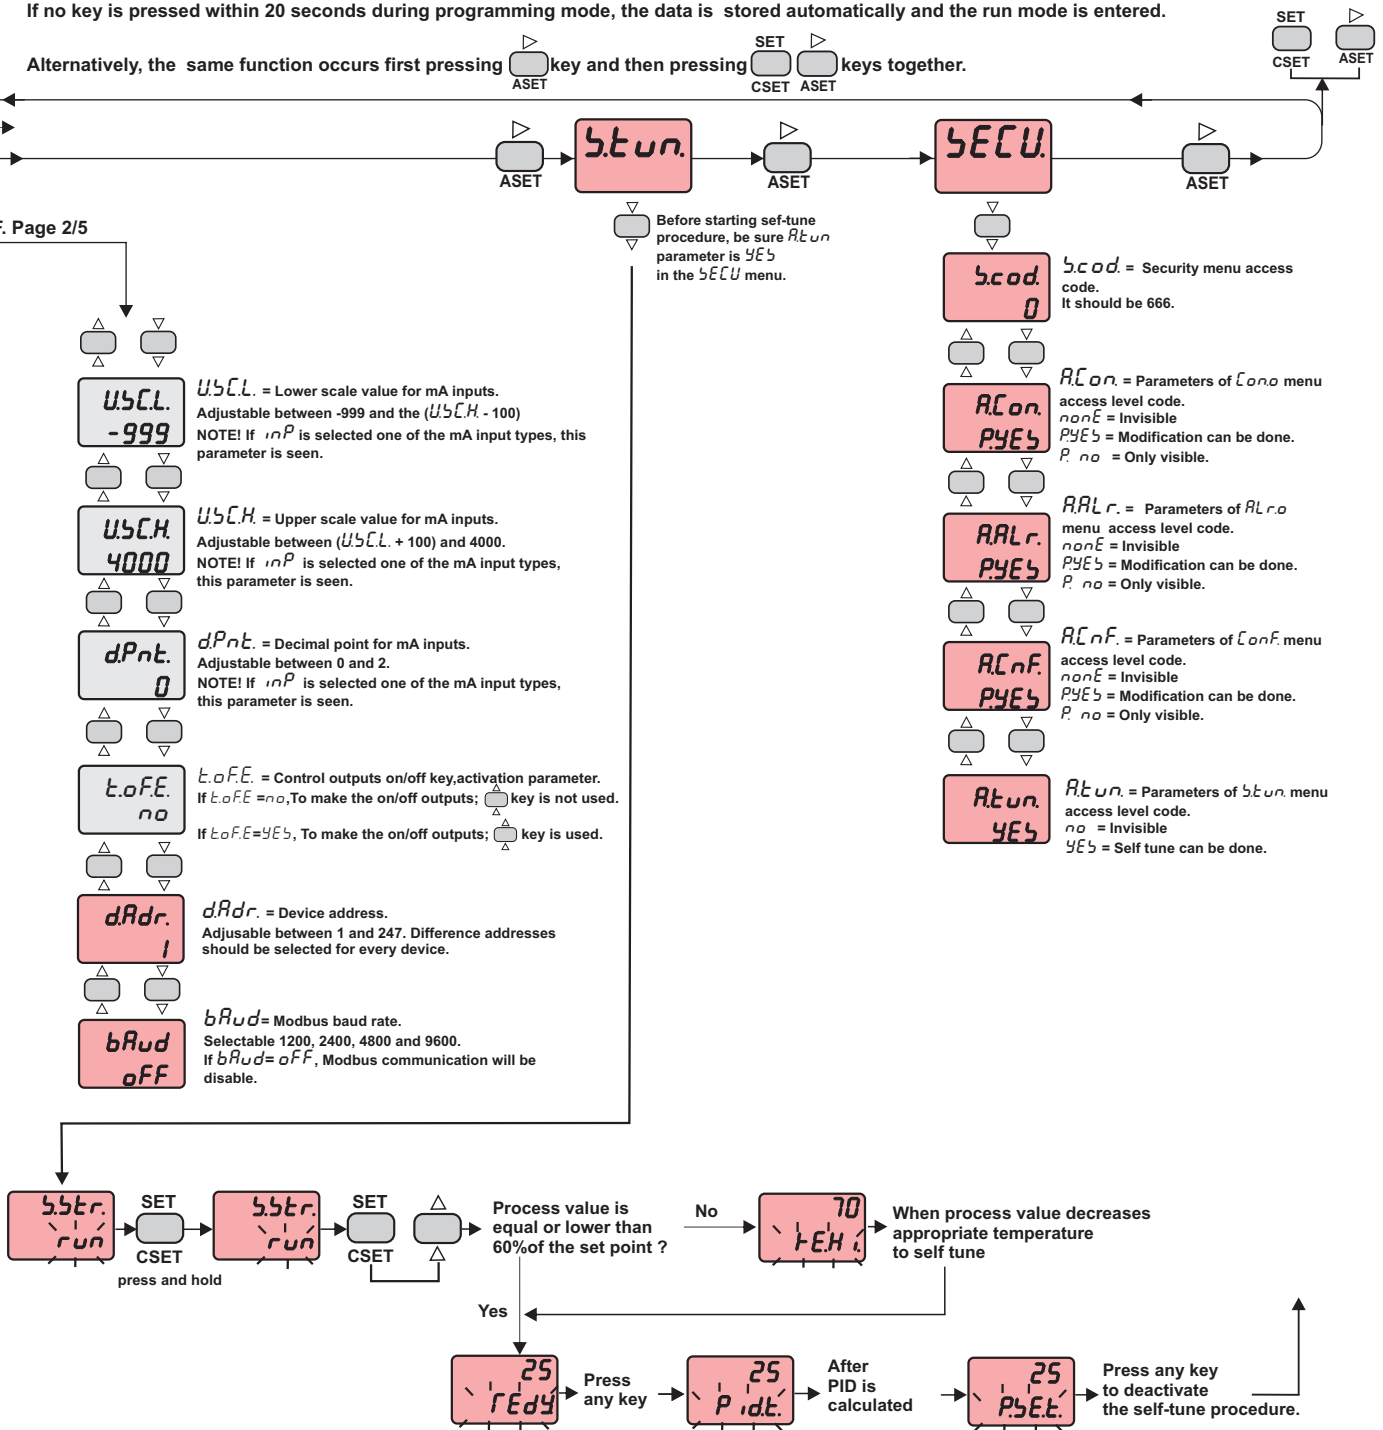 If no key is pressed within 20 seconds during programming mode, the data is stored automatically and the run mode is entered.
SET
CSET
ASET
Alternatively, the same function occurs first pressing key and then pressing keys together.
ASET
SET
CSET
ASET
ASET
S.tun.
ASET
SECU.
ASET
Page 2/5
Before starting sef-tune
procedure, be sure A.tun
parameter is YES
in the SECU menu.
U.SC.L.
-999
U.SC.L. = Lower scale value for mA inputs.
Adjustable between -999 and the (U.SC.H. - 100)
NOTE! If inP is selected one of the mA input types, this
parameter is seen.
U.SC.H.
4000
U.SC.H. = Upper scale value for mA inputs.
Adjustable between (U.SC.L. + 100) and 4000.
NOTE! If inP is selected one of the mA input types,
this parameter is seen.
d.Pnt.
0
d.Pnt. = Decimal point for mA inputs.
Adjustable between 0 and 2.
NOTE! If inP is selected one of the mA input types,
this parameter is seen.
t.oF.E.
no
t.oF.E. = Control outputs on/off key,activation parameter.
If t.oF.E =no,To make the on/off outputs; key is not used.
If t.oF.E=YES, To make the on/off outputs; key is used.
d.Adr.
1
d.Adr. = Device address.
Adjusable between 1 and 247. Difference addresses
should be selected for every device.
bAud
oFF
bAud= Modbus baud rate.
Selectable 1200, 2400, 4800 and 9600.
If bAud= oFF, Modbus communication will be
disable.
S.cod.
0
S.cod. = Security menu access
code.
It should be 666.
A.Con.
P.YES
A.Con. = Parameters of Con.o menu
access level code.
nonE = Invisible
P.YES = Modification can be done.
P. no = Only visible.
A.ALr.
P.YES
A.ALr. = Parameters of ALr.o
menu access level code.
nonE = Invisible
P.YES = Modification can be done.
P. no = Only visible.
A.CnF.
P.YES
A.CnF. = Parameters of ConF. menu
access level code.
nonE = Invisible
P.YES = Modification can be done.
P. no = Only visible.
A.tun.
YES
A.tun. = Parameters of S.tun. menu
access level code.
no = Invisible
YES = Self tune can be done.
S.Str.
run
SET
CSET
press and hold
S.Str.
run
SET
CSET
Process value is
equal or lower than
60%of the set point ?
No
70
tE.Hi.
When process value decreases
appropriate temperature
to self tune
Yes
25
rEdY.
Press
any key
25
Pid.t.
After
PID is
calculated
25
P.SE.t.
Press any key
to deactivate
the self-tune procedure.